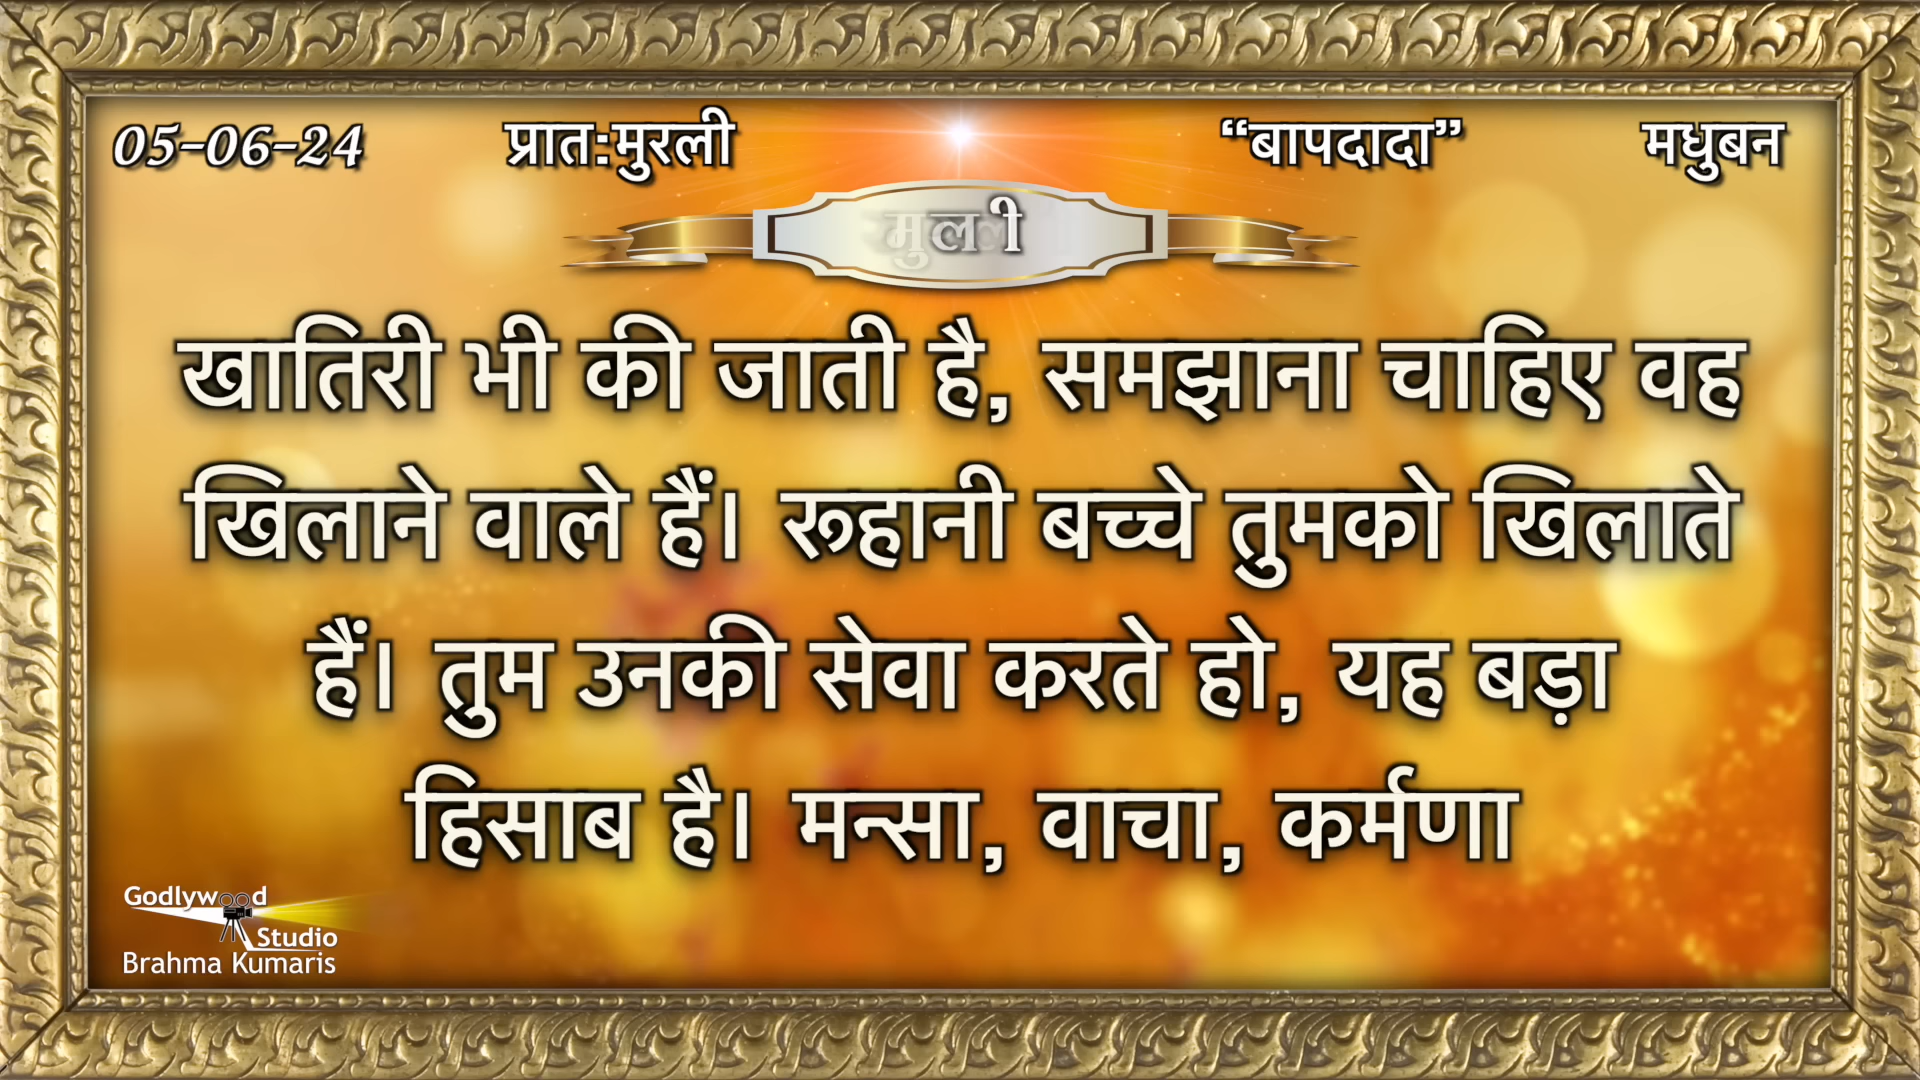 05-06-24 प्रात:मुरली “बापदादा” मधुबन
खातिरी भी की जाती है, समझाना चाहिए वह
खिलाने वाले हैं। रूहानी बच्चे तुमको खिलाते
हैं। तुम उनकी सेवा करते हो, यह बड़ा
हिसाब है। मन्सा, वाचा, कर्मणा
Godlywood
Studio
Brahma Kumaris